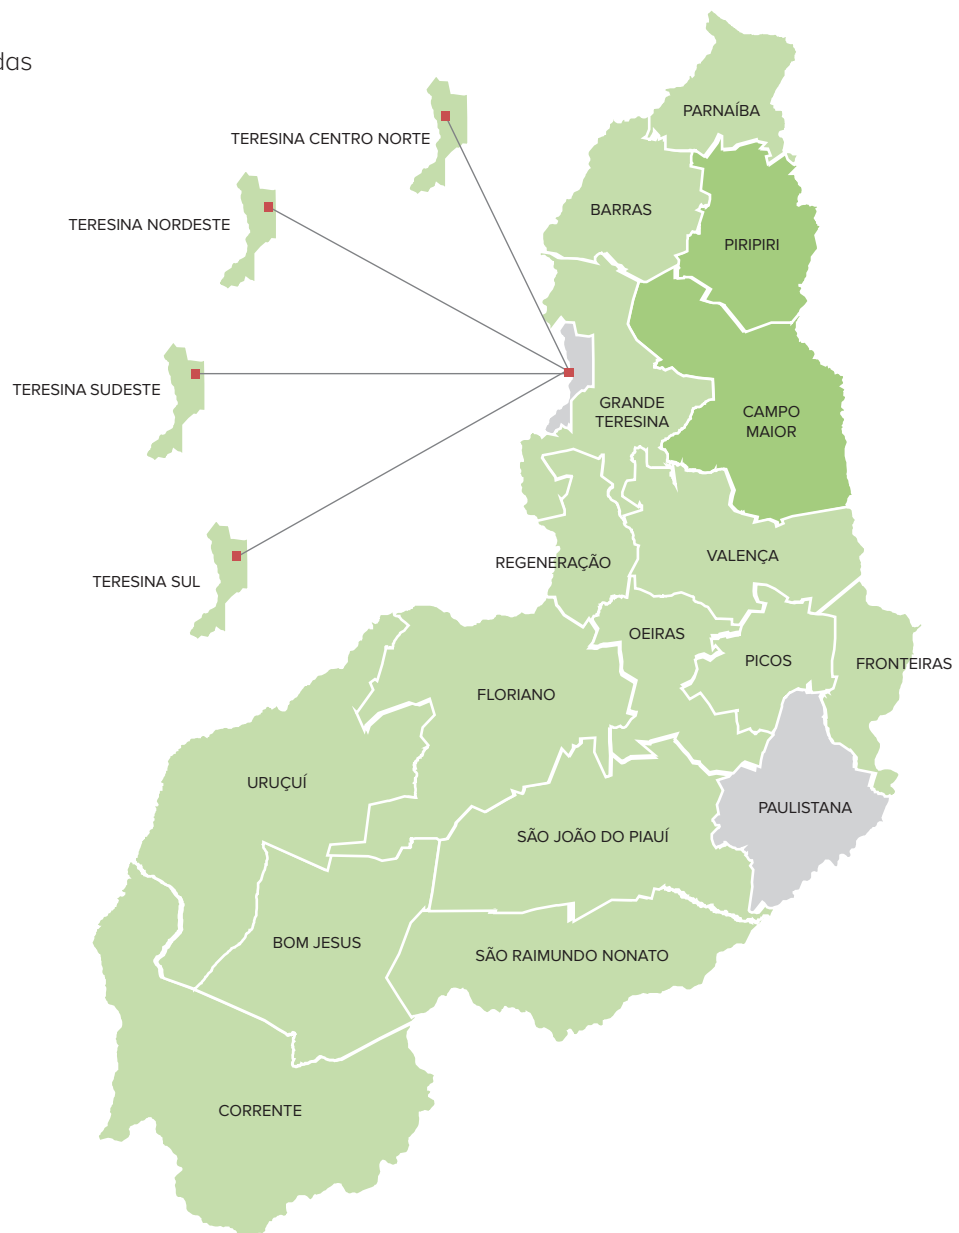 PARNAÍBA
TERESINA CENTRO NORTE
BARRAS
TERESINA NORDESTE
PIRIPIRI
TERESINA SUDESTE
GRANDE
TERESINA
CAMPO
MAIOR
REGENERAÇÃO
VALENÇA
TERESINA SUL
OEIRAS
PICOS
FRONTEIRAS
FLORIANO
URUÇUÍ
PAULISTANA
SÃO JOÃO DO PIAUÍ
BOM JESUS
SÃO RAIMUNDO NONATO
CORRENTE